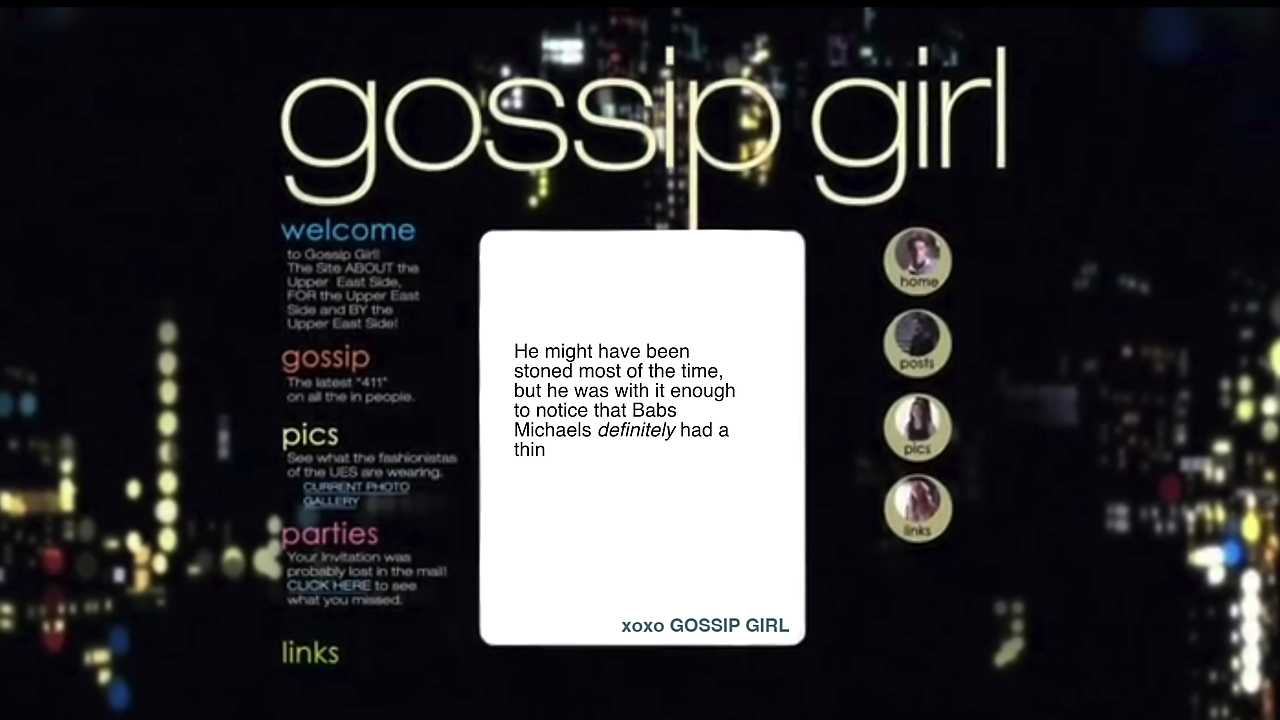 gossip girl
welcome
to Gossip Girl!
The Site ABOUT the
Upper East Side,
FOR the Upper East
Side and BY the
Upper East Side!
gossip
The latest "411"
on all the in people.
pics
See what the fashionistas
of the UES are wearing.
CURRENT PHOTO
GALLERY
parties
Your Invitation was
probably lost in the mail!
CLICK HERE to see
what you missed.
links
He might have been
stoned most of the time,
but he was with it enough
to notice that Babs
Michaels definitely had a
thin
xoxo GOSSIP GIRL
home
posts
pics
links